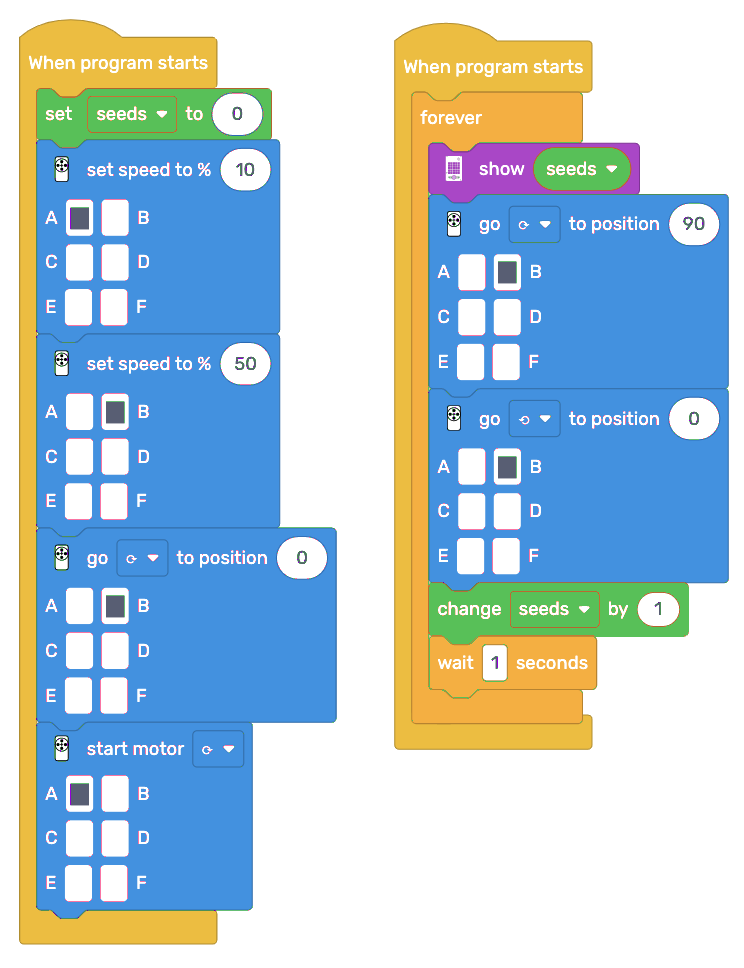 When program starts
set seeds to 0
set speed to % 10
A B
C D
E F
set speed to % 50
A B
C D
E F
go to position 0
A B
C D
E F
start motor
A B
C D
E F
When program starts
forever
show seeds
go to position 90
A B
C D
E F
go to position 0
A B
C D
E F
change seeds by 1
wait 1 seconds